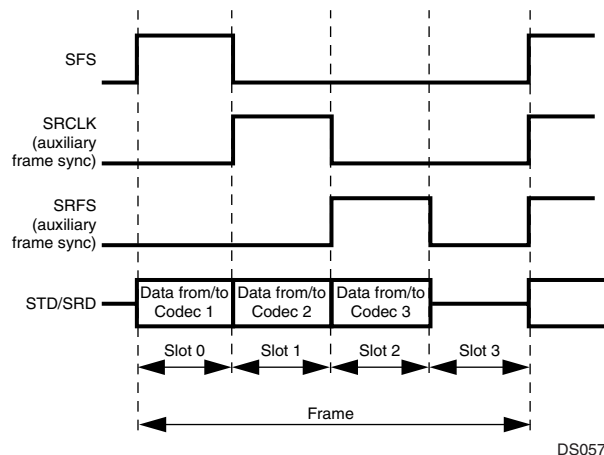 SFS
SRCLK
(auxiliary
frame sync)
SRFS
(auxiliary
frame sync)
STD/SRD
Data from/to
Codec 1
Data from/to
Codec 2
Data from/to
Codec 3
Slot 0
Slot 1
Slot 2
Slot 3
Frame
DS057